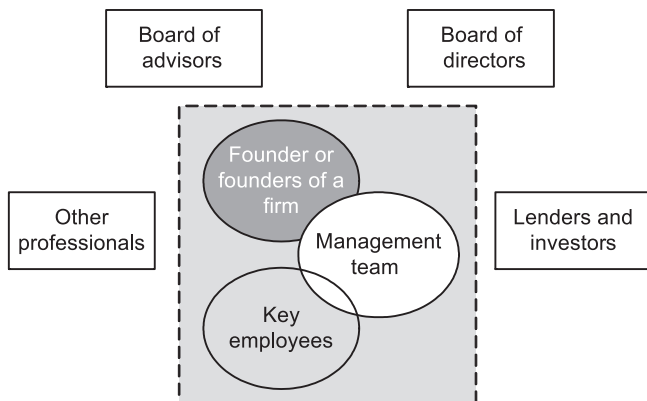 Board of
advisors
Board of
directors
Founder or
founders of a
firm
Other
professionals
Management
team
Lenders and
investors
Key
employees